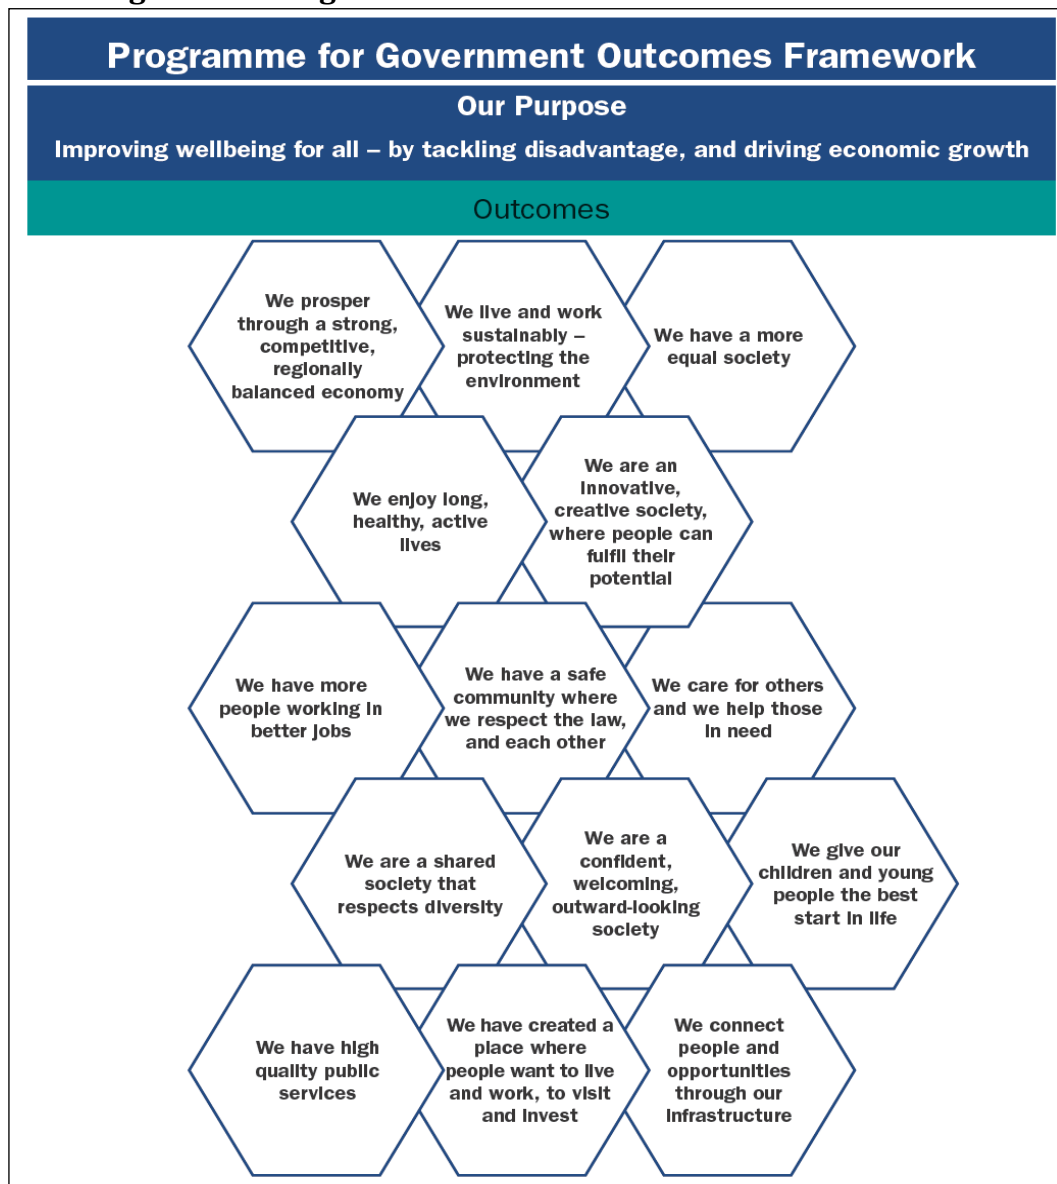 Programme for Government Outcomes Framework
Our Purpose
Improving wellbeing for all – by tackling disadvantage, and driving economic growth
Outcomes
We prosper
through a strong,
competitive,
regionally
balanced economy
We live and work
sustainably –
protecting the
environment
We have a more
equal society
We enjoy long,
healthy, active
lives
We are an
innovative,
creative society,
where people can
fulfil their
potential
We have more
people working in
better jobs
We have a safe
community where
we respect the law,
and each other
We care for others
and we help those
in need
We are a shared
society that
respects diversity
We are a
confident,
welcoming,
outward-looking
society
We give our
children and young
people the best
start in life
We have high
quality public
services
We have created a
place where
people want to live
and work, to visit
and invest
We connect
people and
opportunities
through our
infrastructure